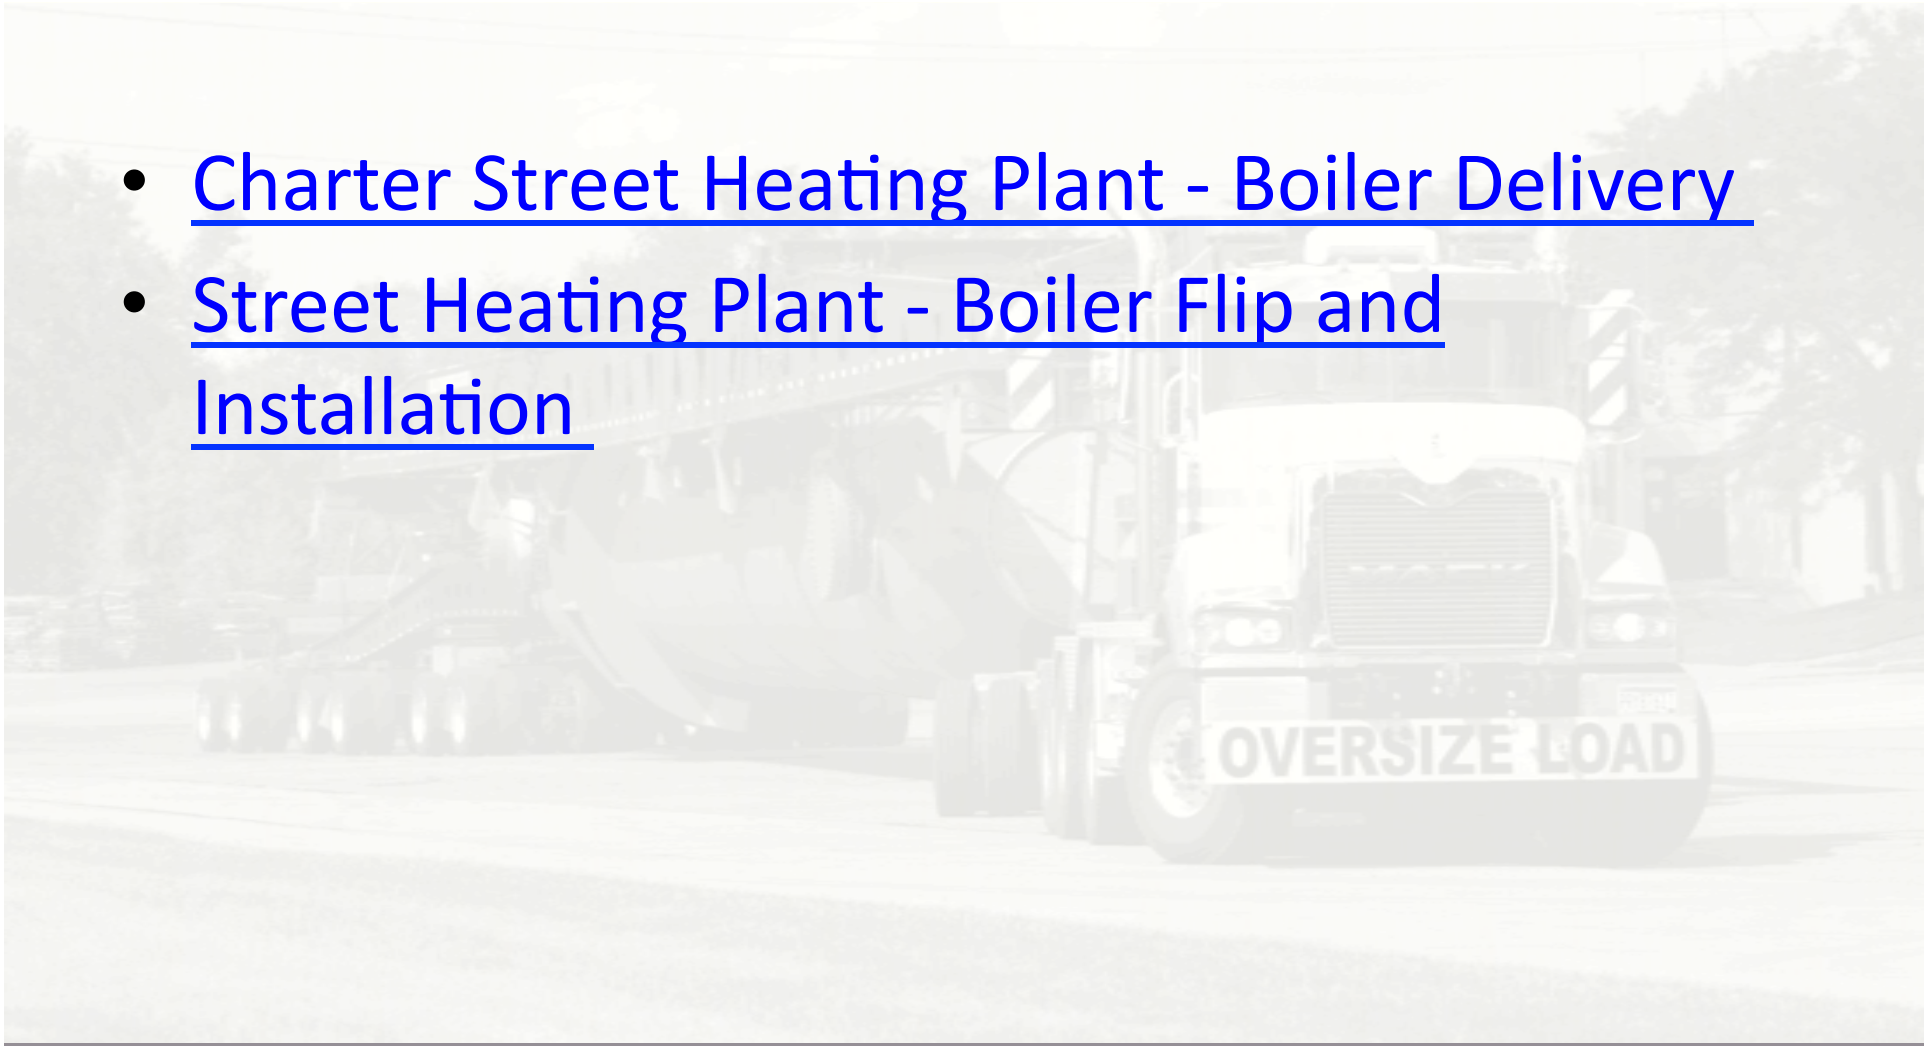 • Charter Street Heating Plant - Boiler Delivery
• Street Heating Plant - Boiler Flip and
Installation
OVERSIZE LOAD